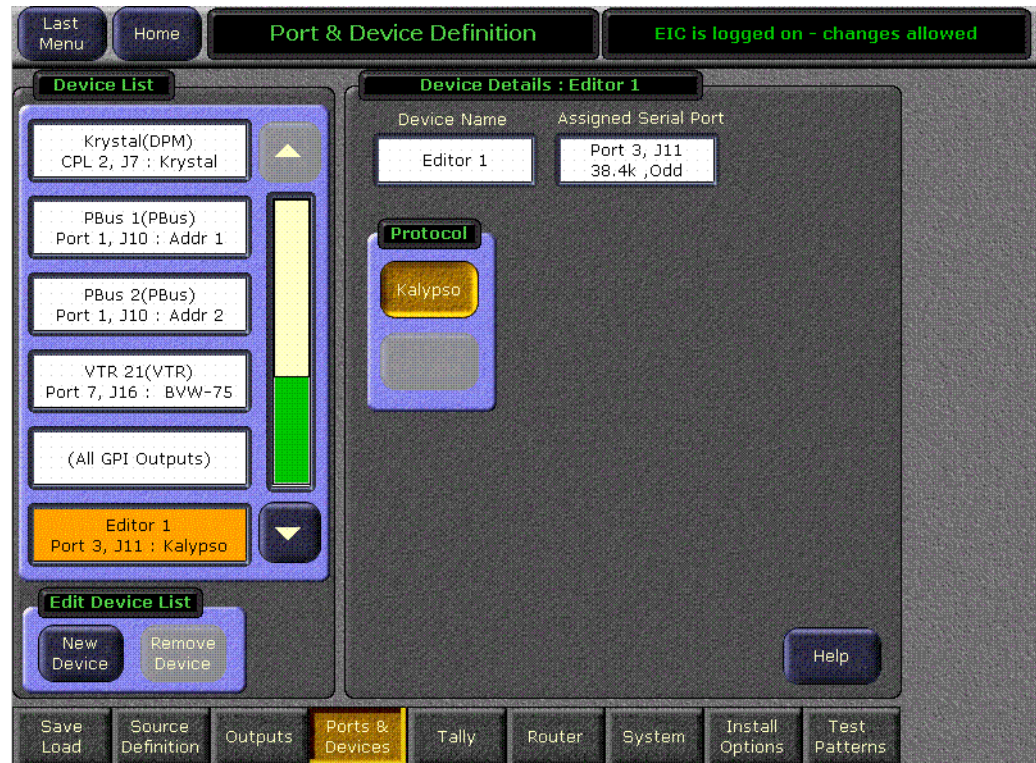 Last
Menu
Home
Port & Device Definition
EIC is logged on - changes allowed
Device List
Krystal(DPM)
CPL 2, J7 : Krystal
PBus 1(PBus)
Port 1, J10 : Addr 1
PBus 2(PBus)
Port 1, J10 : Addr 2
VTR 21(VTR)
Port 7, J16 : BVW-75
(All GPI Outputs)
Editor 1
Port 3, J11 : Kalypso
Edit Device List
New
Device
Remove
Device
Device Details : Editor 1
Device Name
Assigned Serial Port
Editor 1
Port 3, J11
38.4k ,Odd
Protocol
Kalypso
Help
Save
Load
Source
Definition
Outputs
Ports &
Devices
Tally
Router
System
Install
Options
Test
Patterns